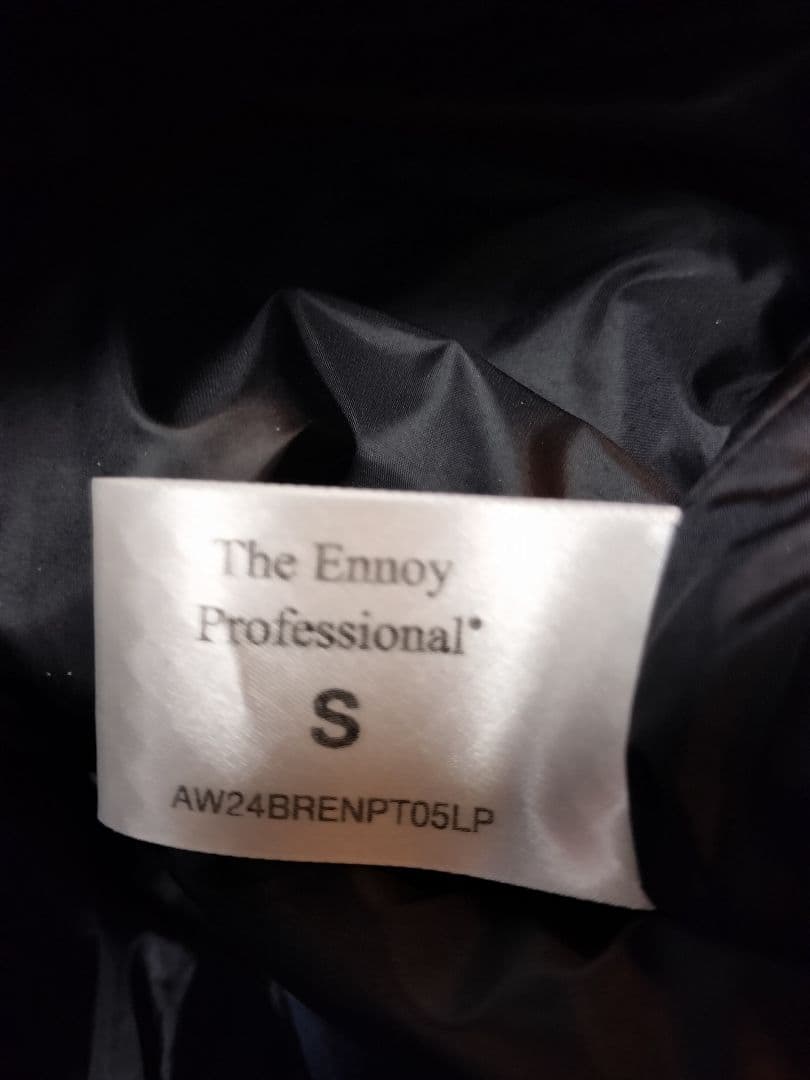 The Ennoy
Professional®
S
AW24BRENPT05LP